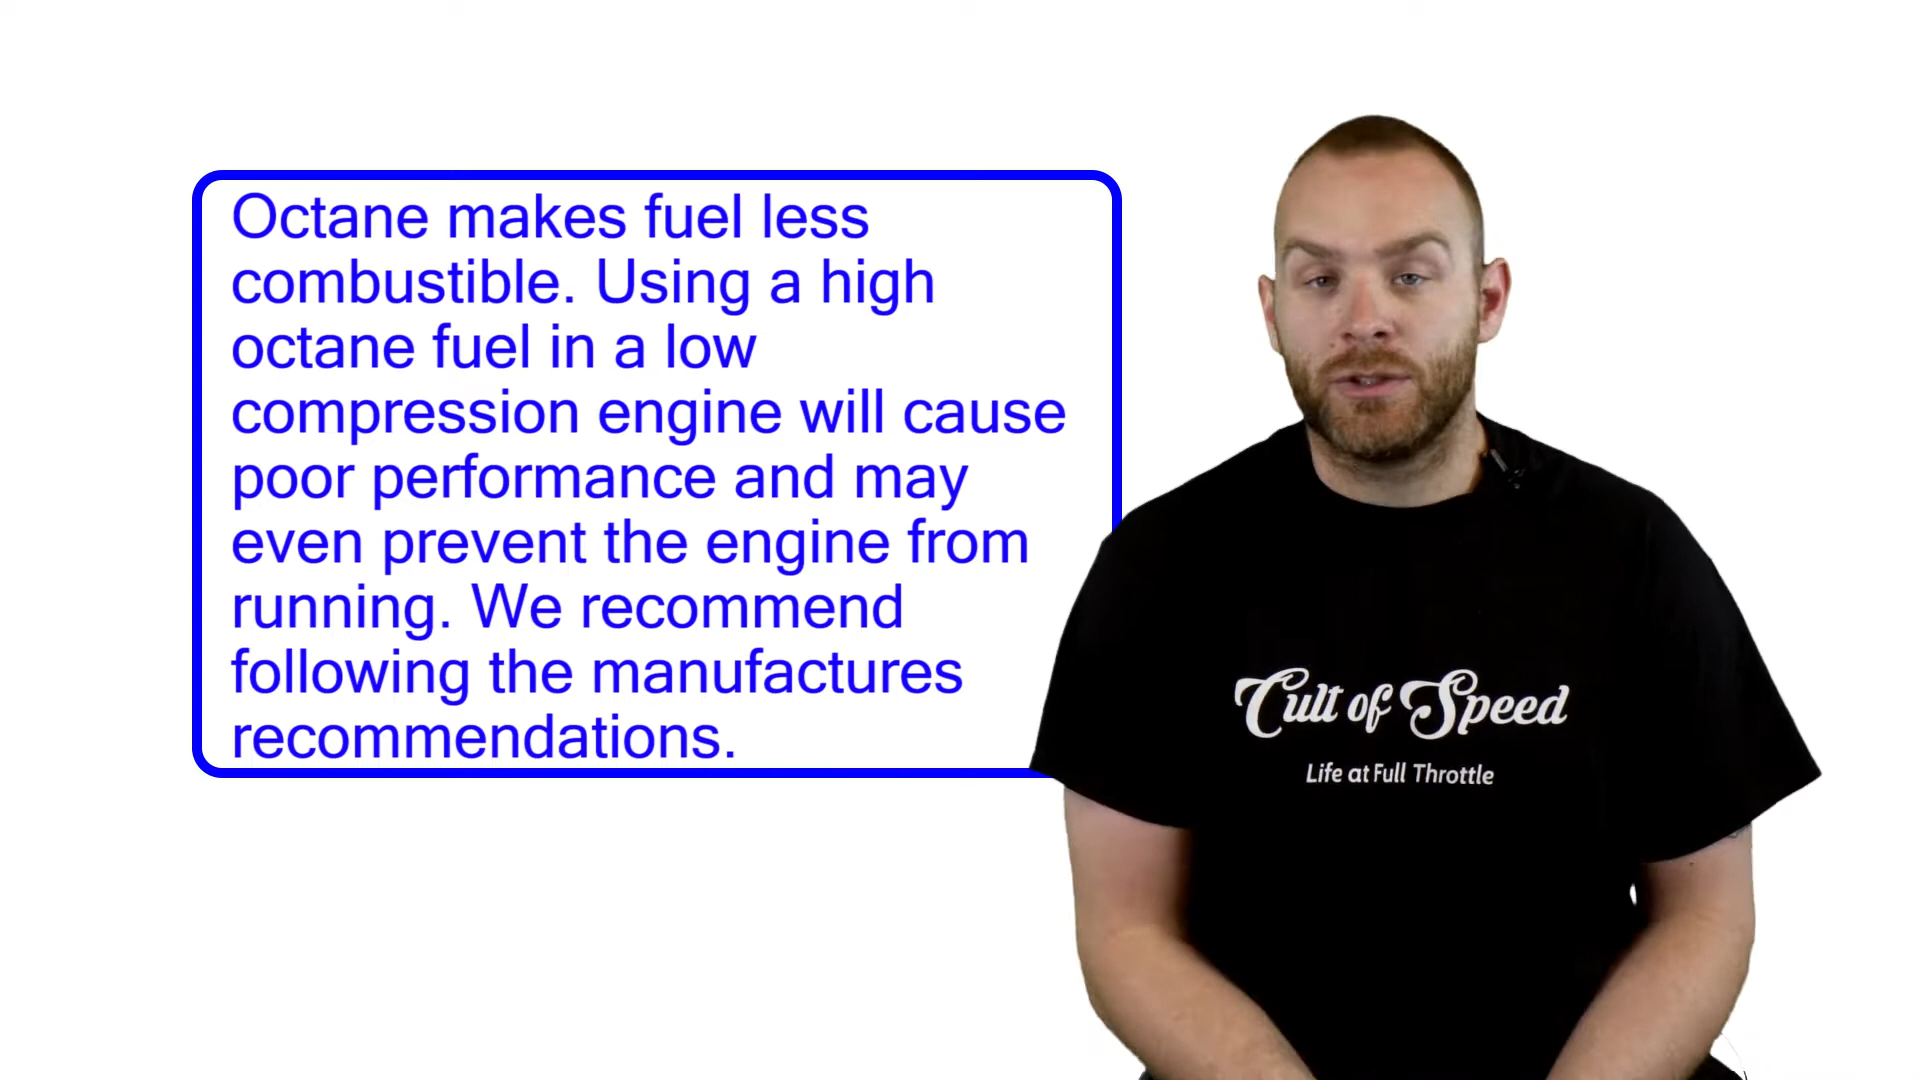 Octane makes fuel less
combustible. Using a high
octane fuel in a low
compression engine will cause
poor performance and may
even prevent the engine from
running. We recommend
following the manufactures
recommendations.
Cult of Speed
Life at Full Throttle